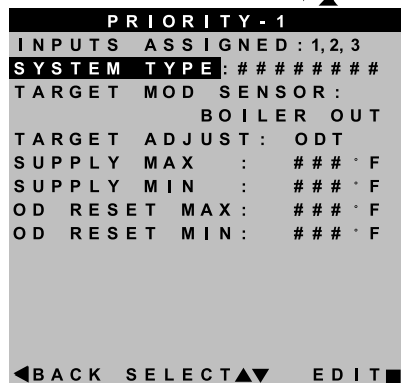 PRIORITY-1
INPUTS ASSIGNED:1,2,3
SYSTEM TYPE:########
TARGET MOD SENSOR:
BOILER OUT
TARGET ADJUST: ODT
SUPPLY MAX : ###°F
SUPPLY MIN : ###°F
OD RESET MAX: ###°F
OD RESET MIN: ###°F
◀BACK SELECT▲▼ EDIT■